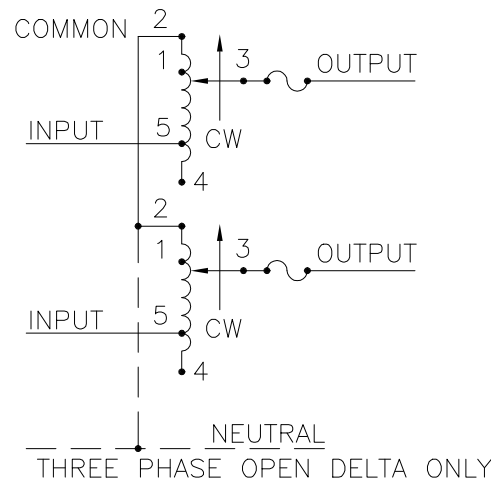 2
COMMON
1
3
OUTPUT
INPUT
5
CW
4
2
1
3
OUTPUT
INPUT
5
CW
4
NEUTRAL
THREE PHASE OPEN DELTA ONLY